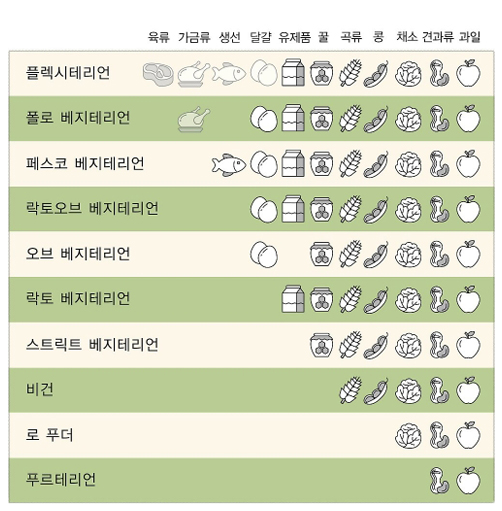 육류 가금류 생선 달걀 유제품 꿀 곡류 콩 채소 견과류 과일
플렉시테리언
폴로 베지테리언
페스코 베지테리언
락토오브 베지테리언
오브 베지테리언
락토 베지테리언
스트릭트 베지테리언
비건
로 푸더
푸르테리언